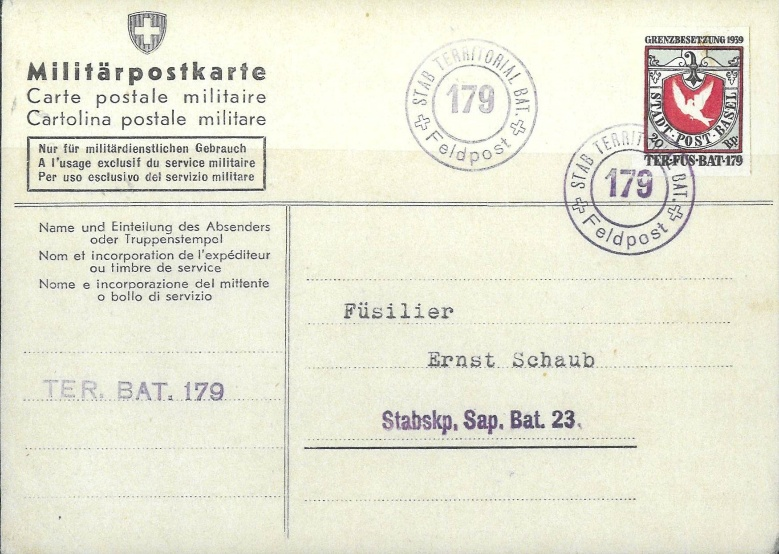 Militärpostkarte
Carte postale militaire
Cartolina postale militare
Nur für militärdienstlichen Gebrauch
A l'usage exclusif du service militaire
Per uso esclusivo del servizio militare
STAB TERRITORIAL BAT.
179
Feldpost
GRENZBESETZUNG 1939
STADT·POST·BASEL
20 Rp.
TER·FÜS·BAT·179
STAB TERRITORIAL BAT.
179
Feldpost
Name und Einteilung des Absenders
oder Truppenstempel
Nom et incorporation de l'expéditeur
ou timbre de service
Nome e incorporazione del mittente
o bollo di servizio
TER. BAT. 179
Füsilier
Ernst Schaub
Stabskp. Sap. Bat. 23.